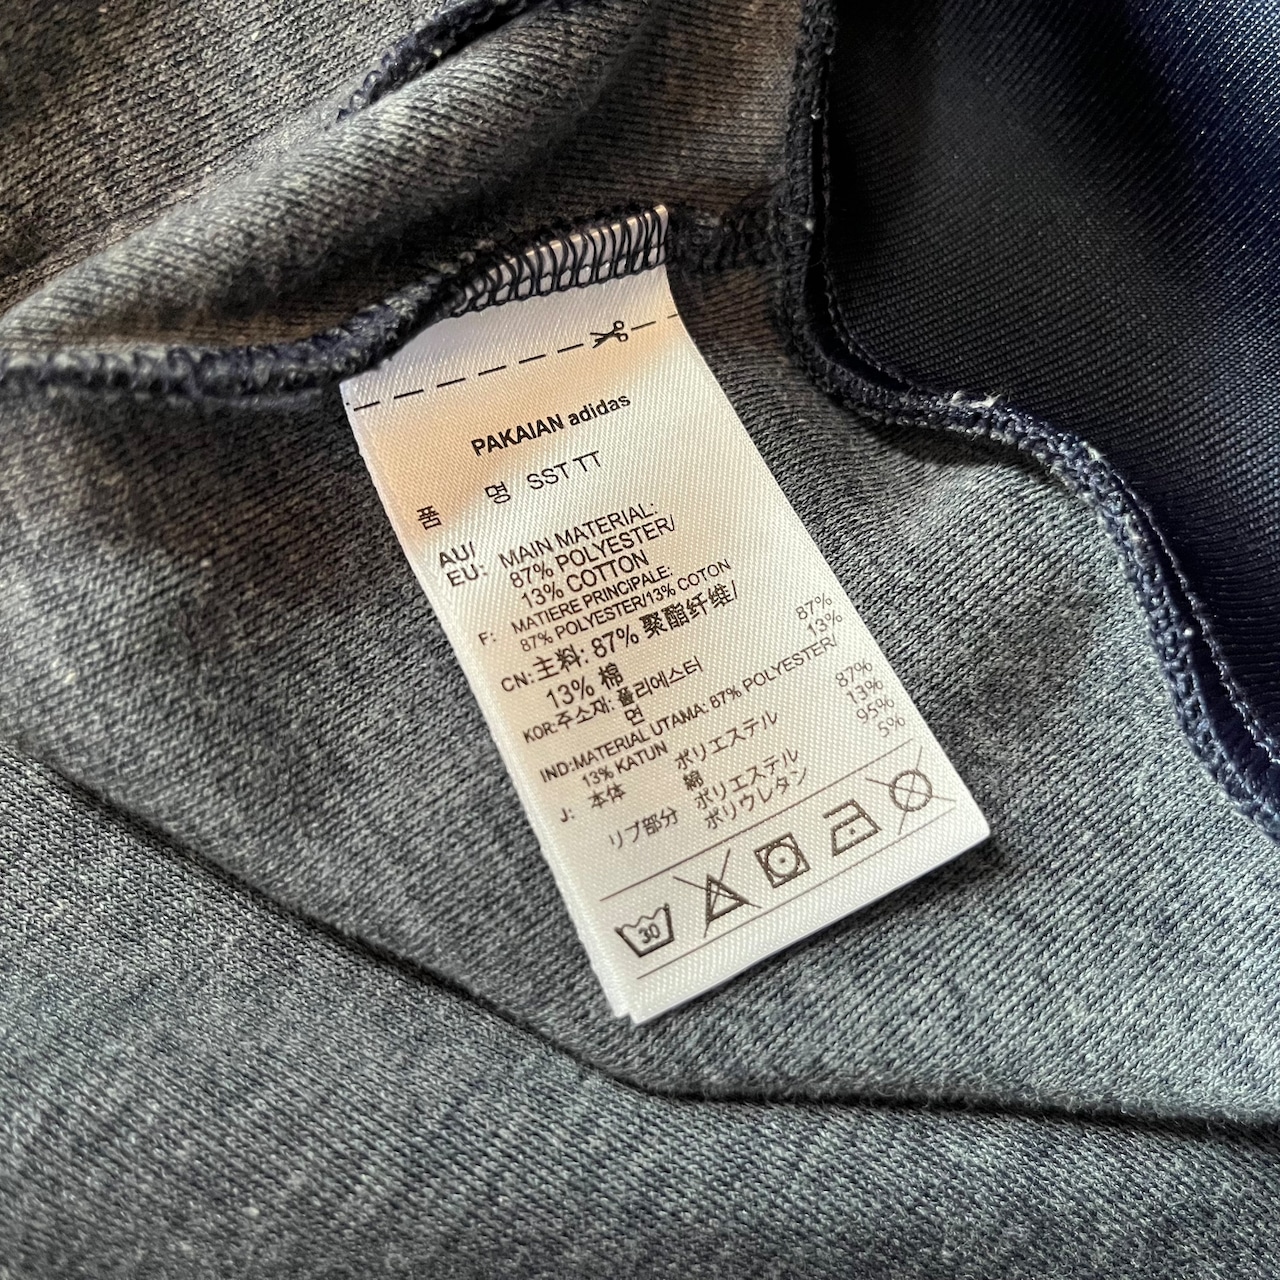 PAKAIAN adidas
품 명 SST TT
AU/ EU: MAIN MATERIAL:
87% POLYESTER/
13% COTTON
F: MATIERE PRINCIPALE:
87% POLYESTER/13% COTON
CN: 主料: 87% 聚酯纤维/
13% 棉
KOR: 주소재: 폴리에스터 87%
면 13%
IND:MATERIAL UTAMA: 87% POLYESTER/
13% KATUN
J: 本体 ポリエステル 87%
綿 13%
リブ部分 ポリエステル 95%
ポリウレタン 5%
30